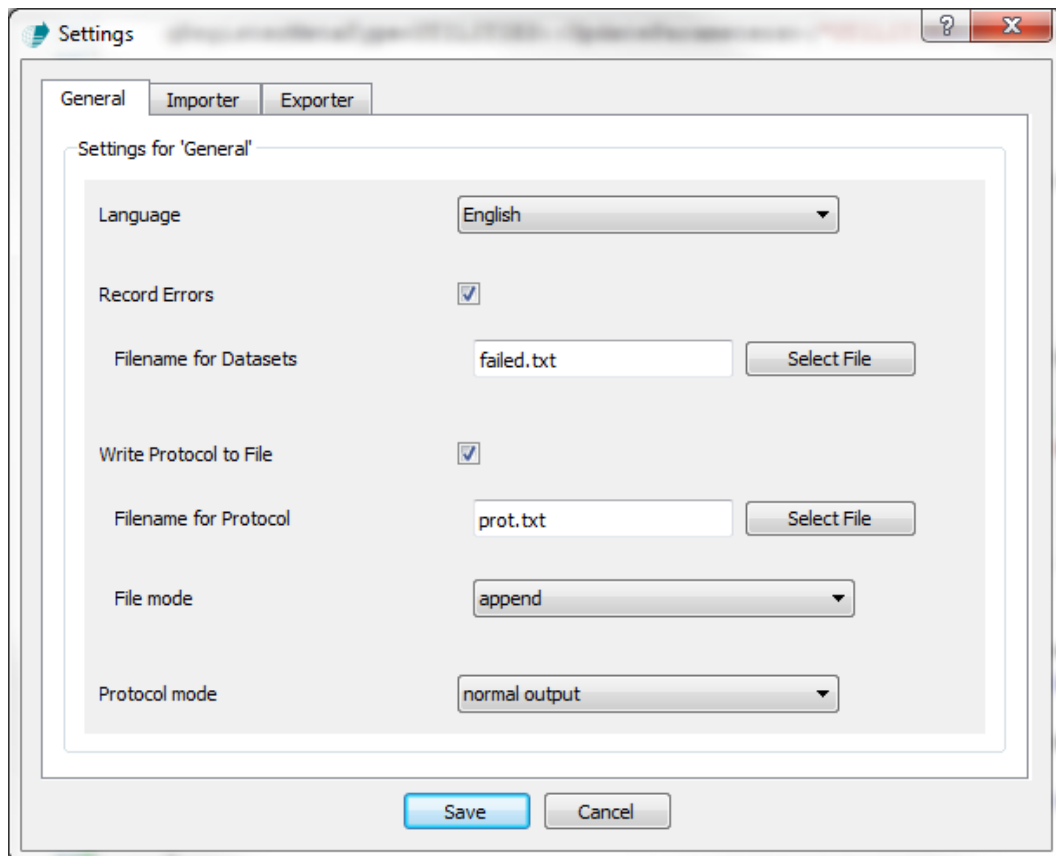 Settings
General Importer Exporter
Settings for 'General'
Language English
Record Errors
Filename for Datasets failed.txt Select File
Write Protocol to File
Filename for Protocol prot.txt Select File
File mode append
Protocol mode normal output
Save Cancel